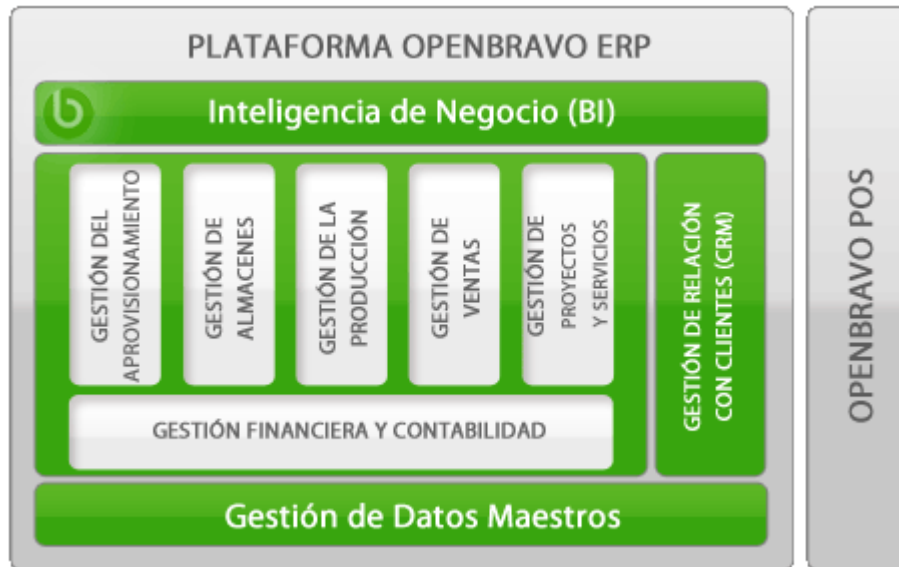 PLATAFORMA OPENBRAVO ERP
Inteligencia de Negocio (BI)
GESTIÓN DEL
APROVISIONAMIENTO
GESTIÓN DE
ALMACENES
GESTIÓN DE LA
PRODUCCIÓN
GESTIÓN DE
VENTAS
GESTIÓN DE
PROYECTOS
Y SERVICIOS
GESTIÓN DE RELACIÓN
CON CLIENTES (CRM)
GESTIÓN FINANCIERA Y CONTABILIDAD
Gestión de Datos Maestros
OPENBRAVO POS